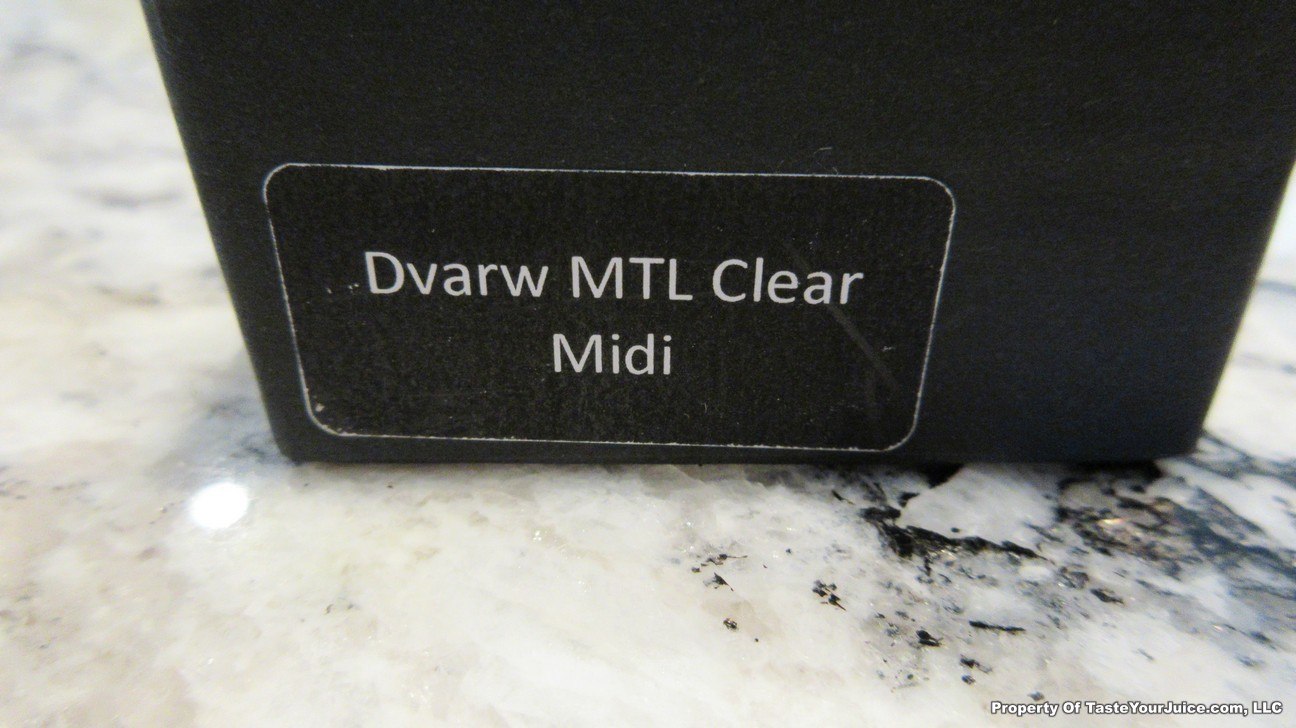 Dvarw MTL Clear
Midi
Property Of TasteYourJuice.com, LLC